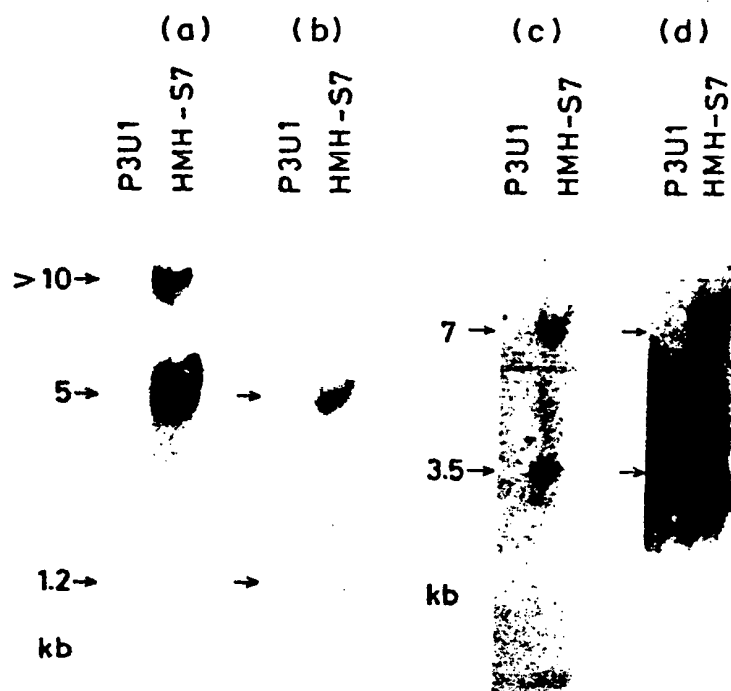 (a) (b) (c) (d)
P3U1
HMH-S7
P3U1
HMH-S7
P3U1
HMH-S7
P3U1
HMH-S7
>10→
5→ →
1.2→ →
kb
7→ →
3.5→ →
kb